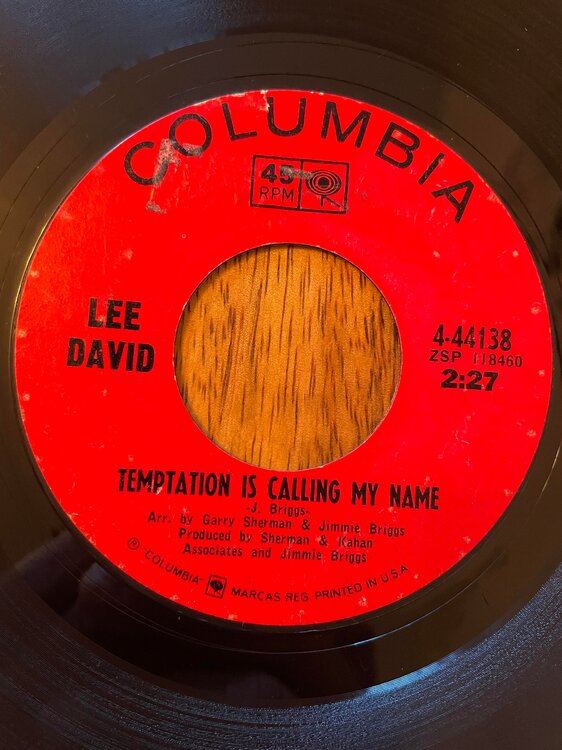 COLUMBIA
45
RPM
LEE
DAVID
4-44138
ZSP 118460
2:27
TEMPTATION IS CALLING MY NAME
-J. Briggs-
Arr. by Garry Sherman & Jimmie Briggs
Produced by Sherman & Kahan
Associates and Jimmie Briggs
® "COLUMBIA" MARCAS REG. PRINTED IN U.S.A.